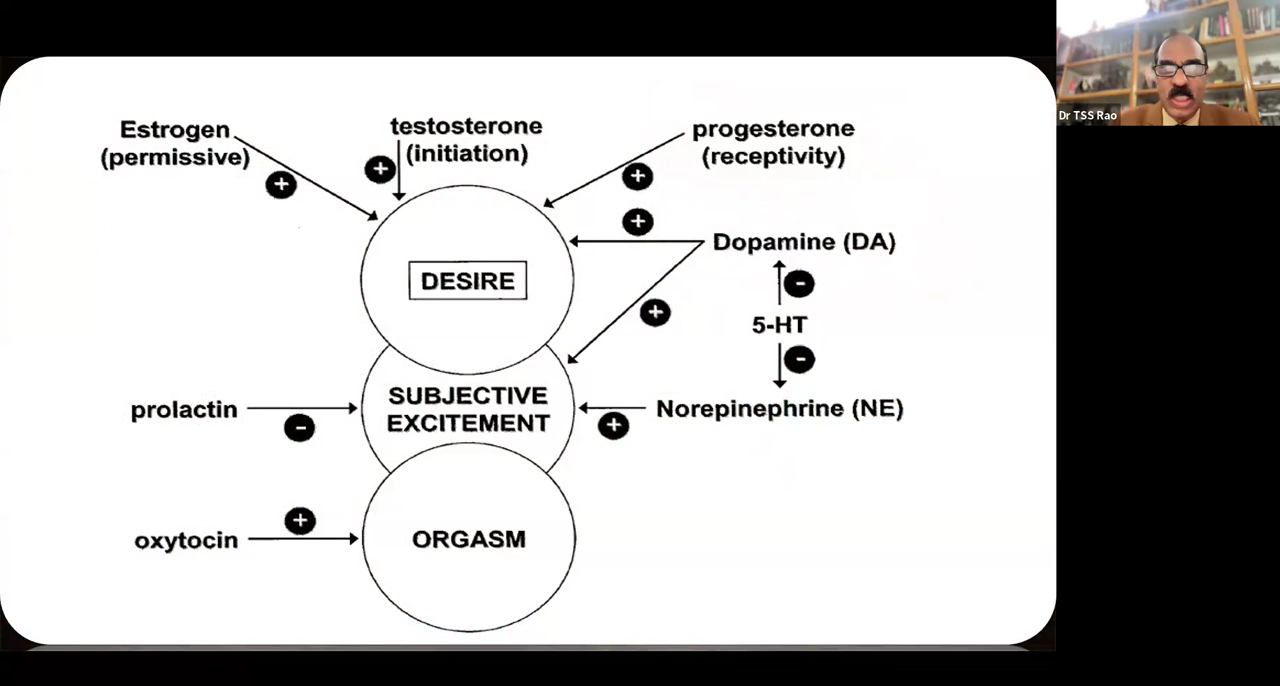 Estrogen
(permissive)
testosterone
(initiation)
progesterone
(receptivity)
+
+
+
+
Dopamine (DA)
DESIRE
-
+
5-HT
-
SUBJECTIVE
EXCITEMENT
prolactin
-
Norepinephrine (NE)
+
+
oxytocin
ORGASM
Dr TSS Rao